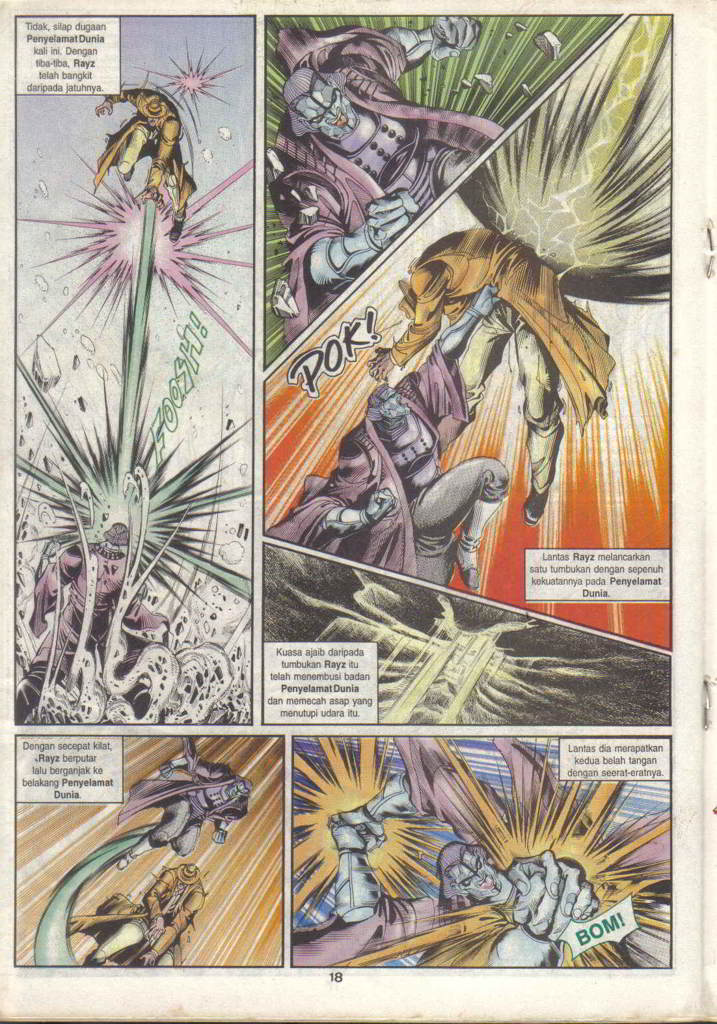 Tidak, silap dugaan
Penyelamat Dunia
kali ini. Dengan
tiba-tiba, Rayz
telah bangkit
daripada jatuhnya.
FOOSH!
POK!
Lantas Rayz melancarkan
satu tumbukan dengan sepenuh
kekuatannya pada Penyelamat
Dunia.
Kuasa ajaib daripada
tumbukan Rayz itu
telah menembusi badan
Penyelamat Dunia
dan memecah asap yang
menutupi udara itu.
Dengan secepat kilat,
Rayz berputar
lalu berganjak ke
belakang Penyelamat
Dunia.
Lantas dia merapatkan
kedua belah tangan
dengan seerat-eratnya.
BOM!
18